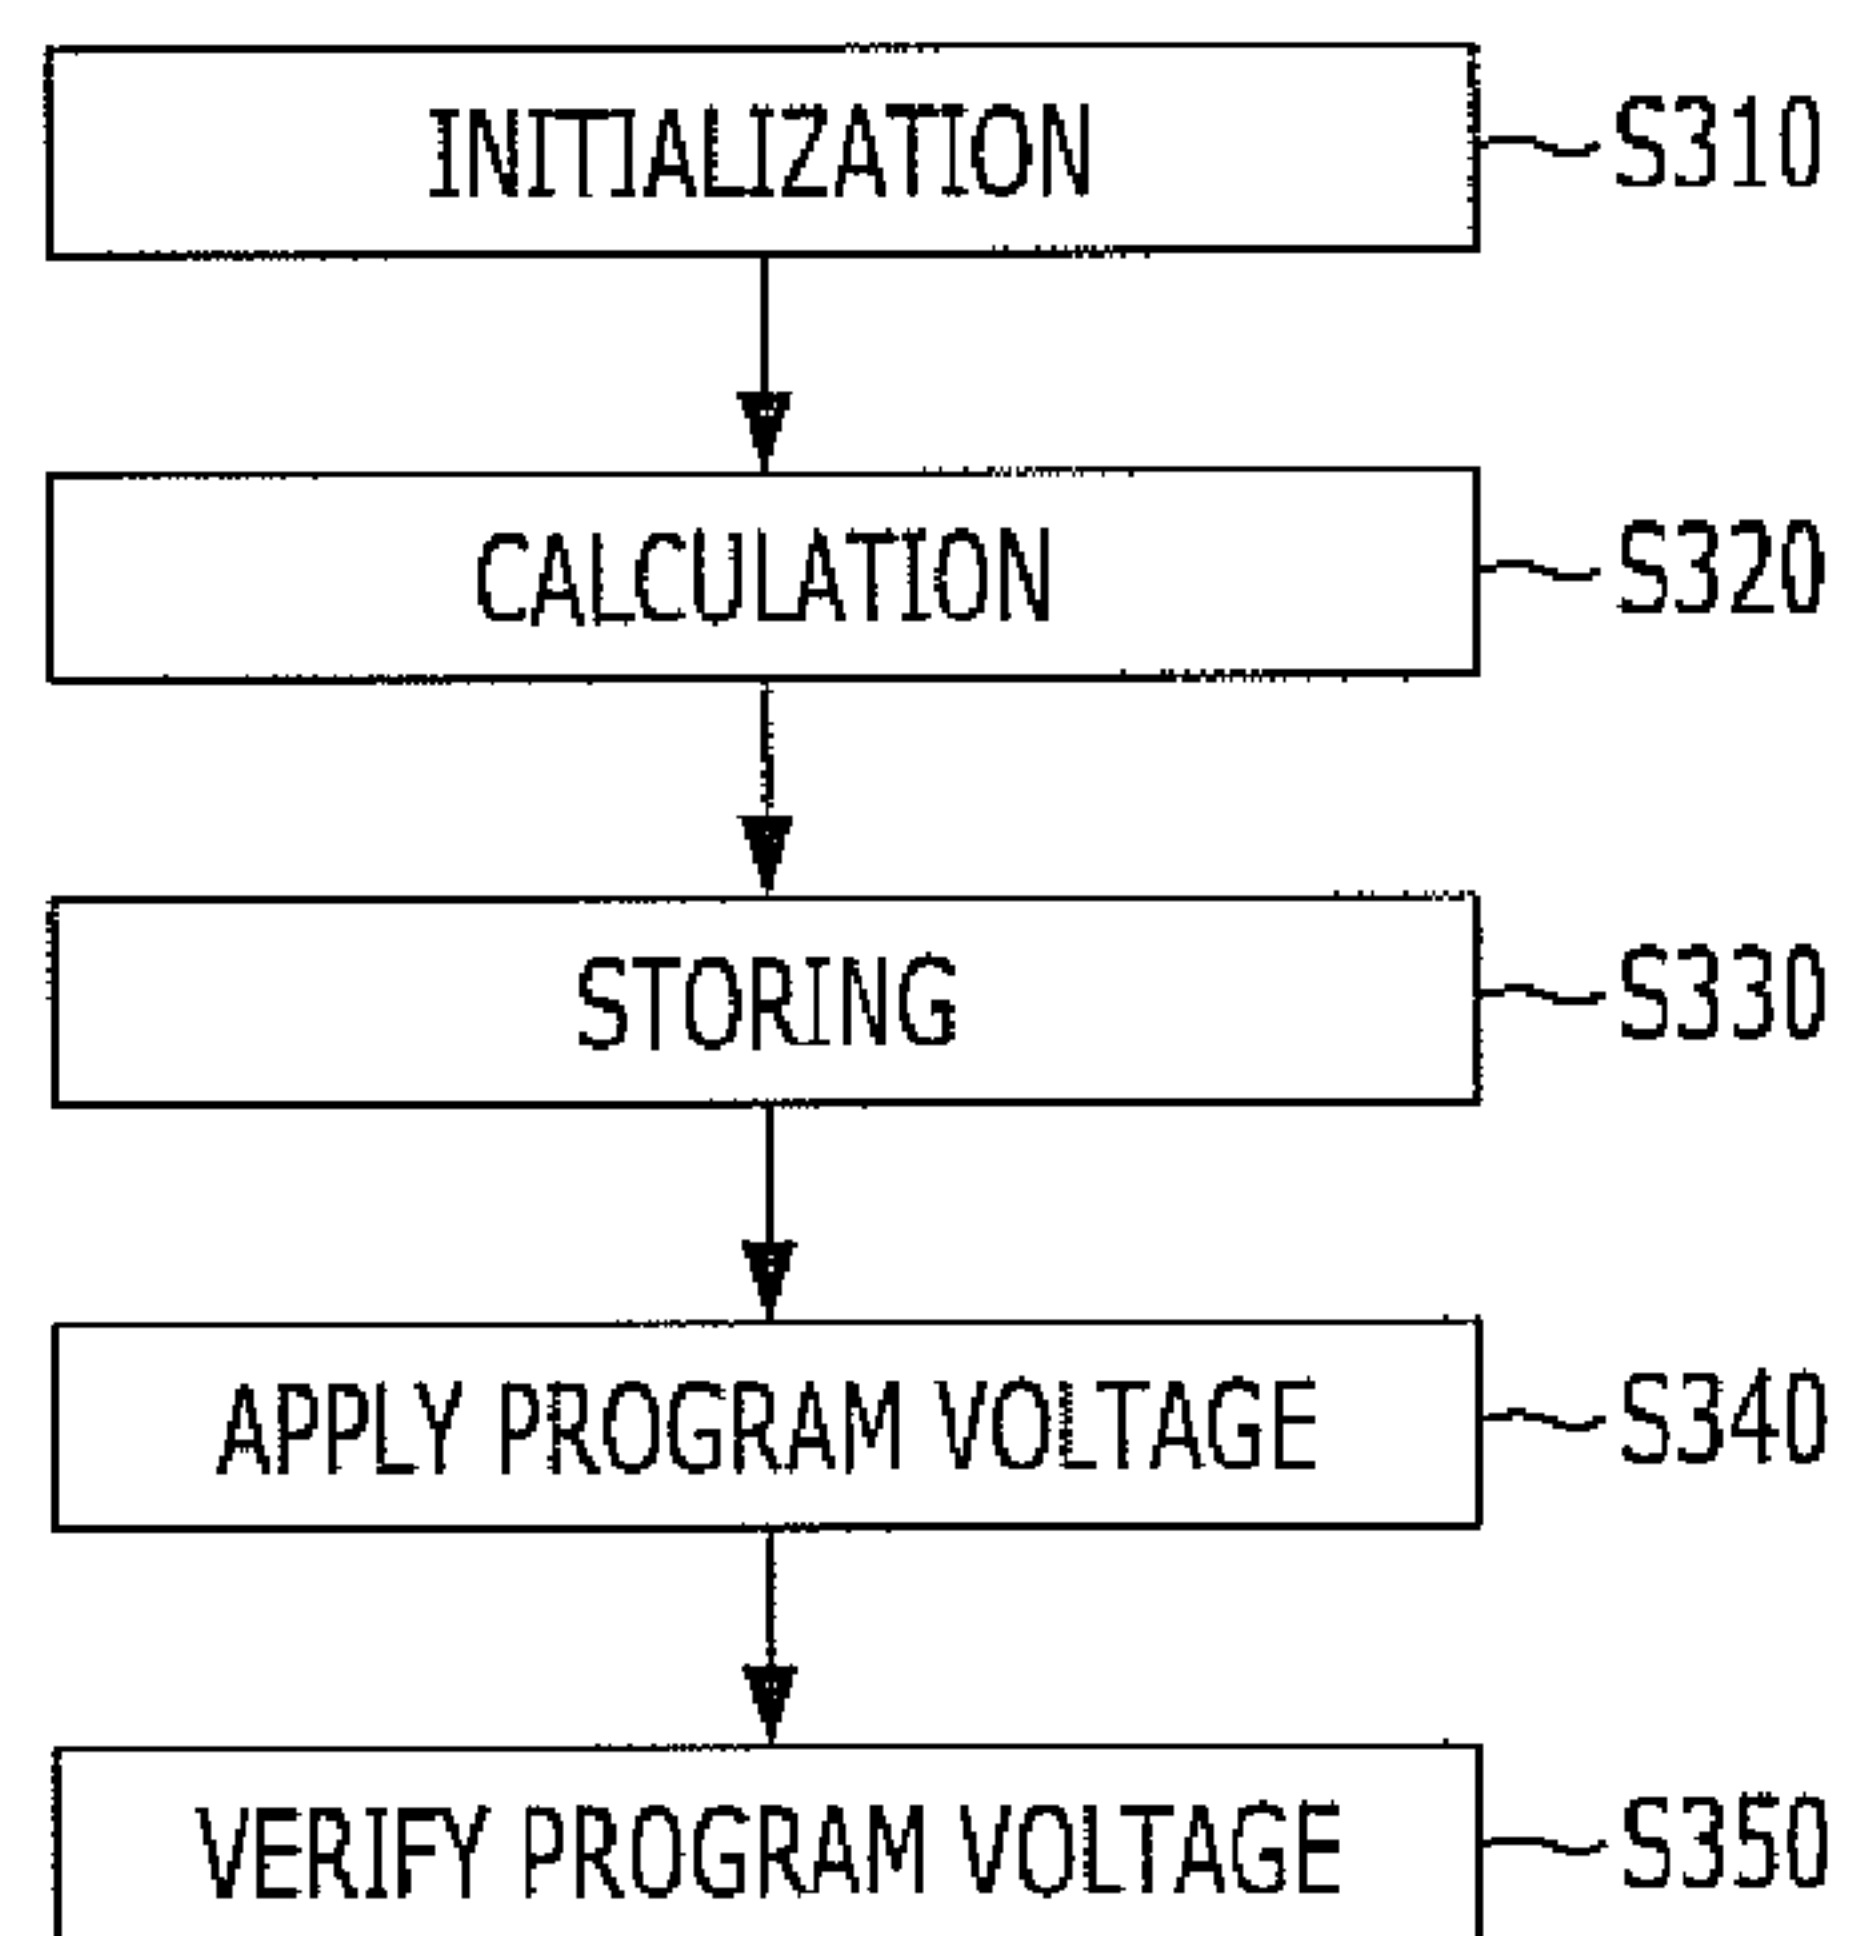 INITIALIZATION S310
CALCULATION S320
STORING S330
APPLY PROGRAM VOLTAGE S340
VERIFY PROGRAM VOLTAGE S350